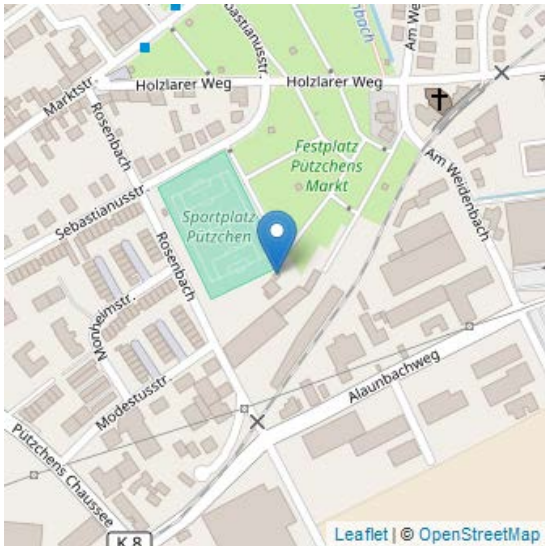 Sebastianusstr.
Am Weidenbach
Holzlarer Weg
Holzlarer Weg
Marktstr.
Rosenbach
Festplatz
Pützchens
Markt
Am Weidenbach
Sebastianusstr.
Sportplatz
Pützchen
Rosenbach
Monheimstr.
Modestusstr.
Alaunbachweg
Pützchens Chaussee
K 8
Leaflet | © OpenStreetMap